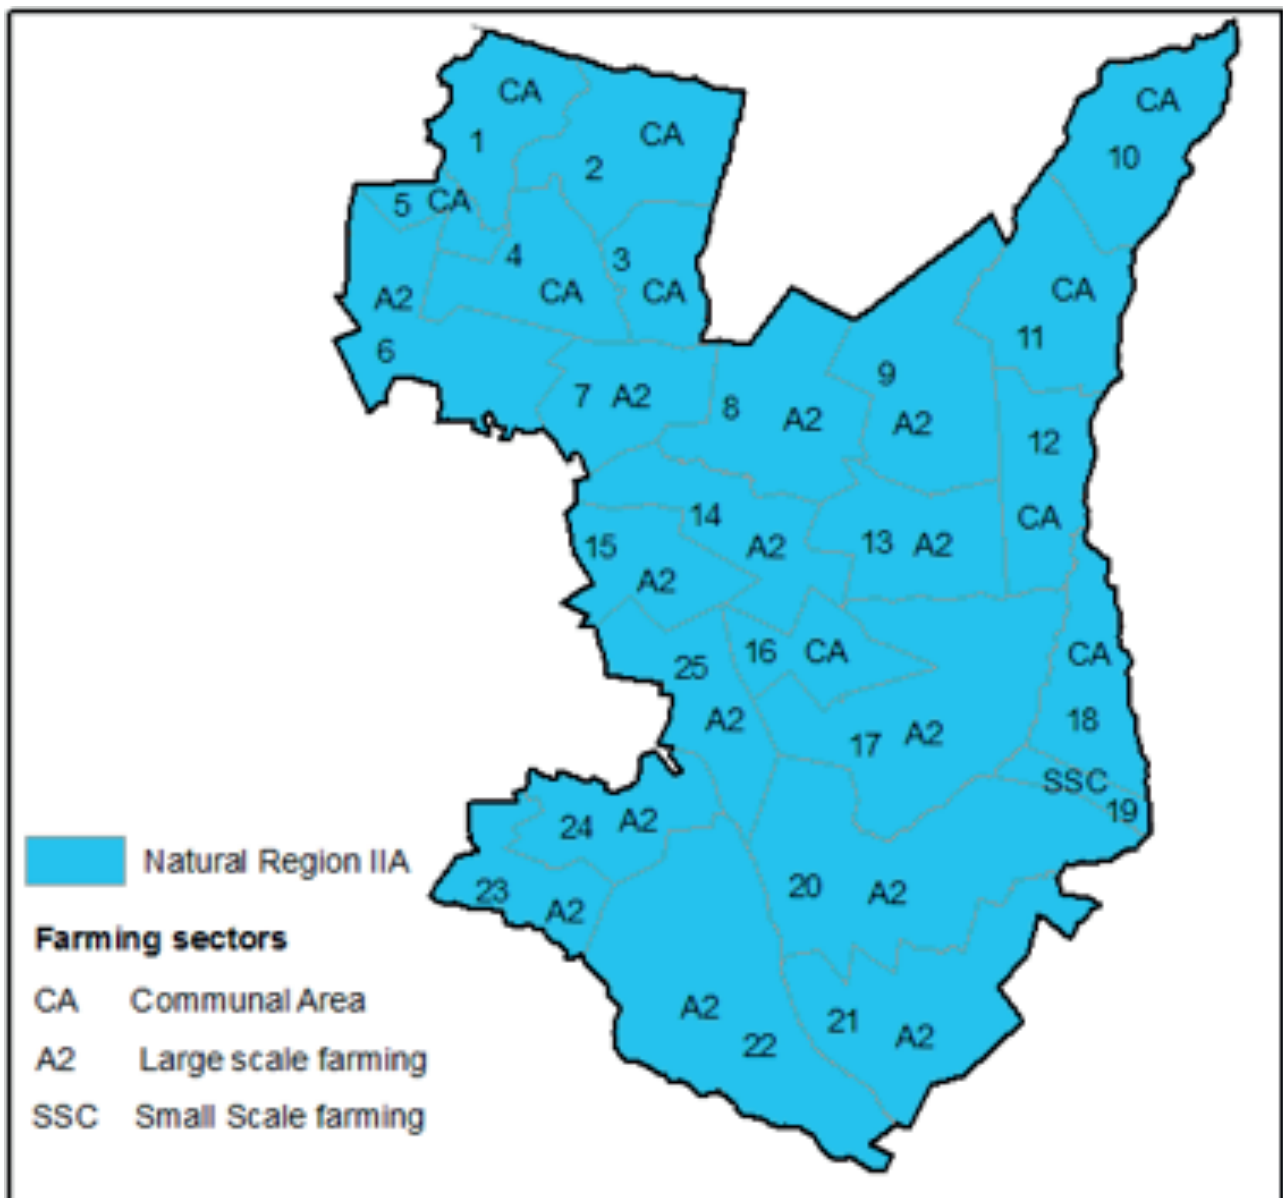 CA
1
CA
2
5 CA
4
CA
3
CA
A2
6
7 A2
8
A2
9
A2
CA
10
CA
11
12
CA
14
A2
13 A2
15
A2
16 CA
25
A2
17 A2
CA
18
SSC
19
24 A2
23
A2
20
A2
A2
22
21
A2
Natural Region IIA
Farming sectors
CA Communal Area
A2 Large scale farming
SSC Small Scale farming